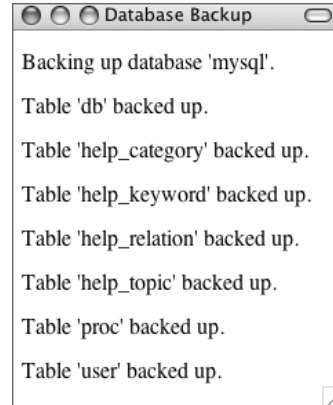 Database Backup
Backing up database 'mysql'.
Table 'db' backed up.
Table 'help_category' backed up.
Table 'help_keyword' backed up.
Table 'help_relation' backed up.
Table 'help_topic' backed up.
Table 'proc' backed up.
Table 'user' backed up.